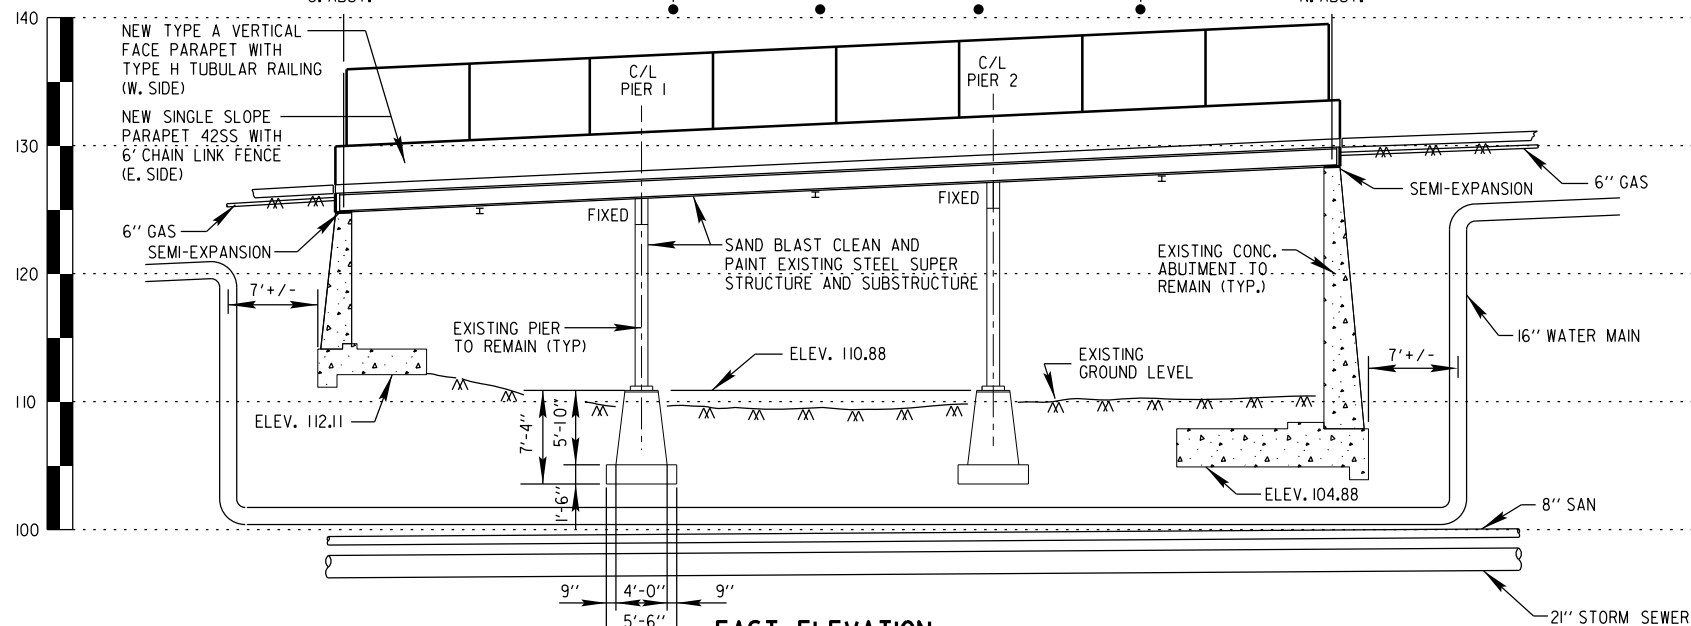 140
130
120
110
100
NEW TYPE A VERTICAL
FACE PARAPET WITH
TYPE H TUBULAR RAILING
(W. SIDE)
NEW SINGLE SLOPE
PARAPET 42SS WITH
6' CHAIN LINK FENCE
(E. SIDE)
6" GAS
SEMI-EXPANSION
7'+/-
C/L
PIER 1
C/L
PIER 2
FIXED
FIXED
SAND BLAST CLEAN AND
PAINT EXISTING STEEL SUPER
STRUCTURE AND SUBSTRUCTURE
EXISTING PIER
TO REMAIN (TYP)
ELEV. 110.88
EXISTING
GROUND LEVEL
EXISTING CONC.
ABUTMENT TO
REMAIN (TYP.)
SEMI-EXPANSION
6" GAS
16" WATER MAIN
7'+/-
ELEV. 112.11
7'-4"
5'-10"
1'-6"
ELEV. 104.88
8" SAN
21" STORM SEWER
9"
4'-0"
9"
5'-6"
EAST ELEVATION